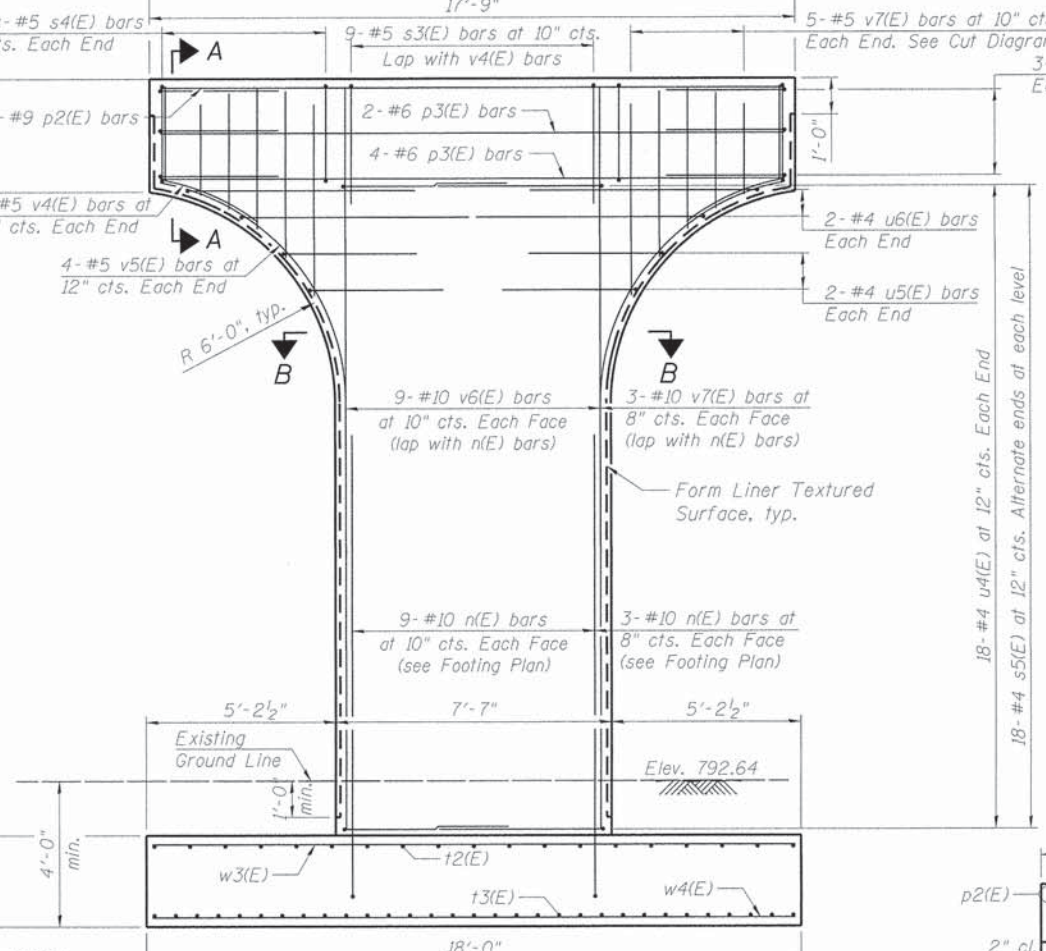 17'-9"
#5 s4(E) bars
cts. Each End
A
9- #5 s3(E) bars at 10" cts.
Lap with v4(E) bars
5- #5 v7(E) bars at 10"
Each End. See Cut
3
#9 p2(E) bars
2- #6 p3(E) bars
4- #6 p3(E) bars
1'-0"
#5 v4(E) bars at
cts. Each End
A
4- #5 v5(E) bars at
12" cts. Each End
2- #4 u6(E) bars
Each End
2- #4 u5(E) bars
Each End
R 6'-0", typ.
B
B
9- #10 v6(E) bars
at 10" cts. Each Face
(lap with n(E) bars)
3- #10 v7(E) bars at
8" cts. Each Face
(lap with n(E) bars)
Form Liner Textured
Surface, typ.
18- #4 u4(E) at 12" cts. Each End
18- #4 s5(E) at 12" cts. Alternate ends at each level
9- #10 n(E) bars
at 10" cts. Each Face
(see Footing Plan)
3- #10 n(E) bars at
8" cts. Each Face
(see Footing Plan)
5'-2½"
7'-7"
5'-2½"
Existing
Ground Line
1'-0"
min.
Elev. 792.64
4'-0"
min.
w3(E)
t2(E)
t3(E)
w4(E)
p2(E)
2" cl.
18'-0"